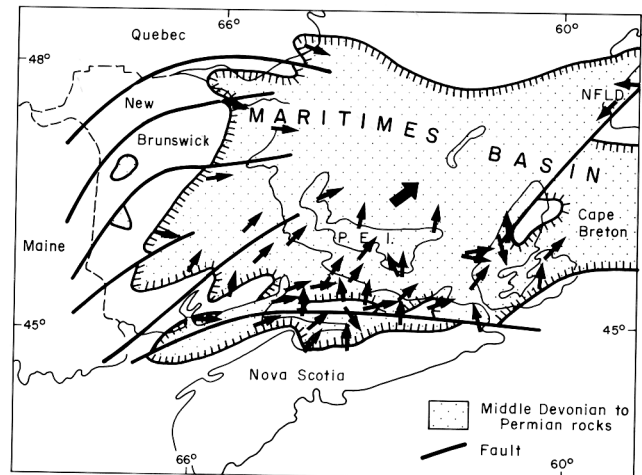 66°
60°
Quebec
48°
New
NFLD
MARITIMES BASIN
Brunswick
Cape
Breton
P.E.I.
Maine
45°
45°
Nova Scotia
Middle Devonian to
Permian rocks
Fault
66°
60°